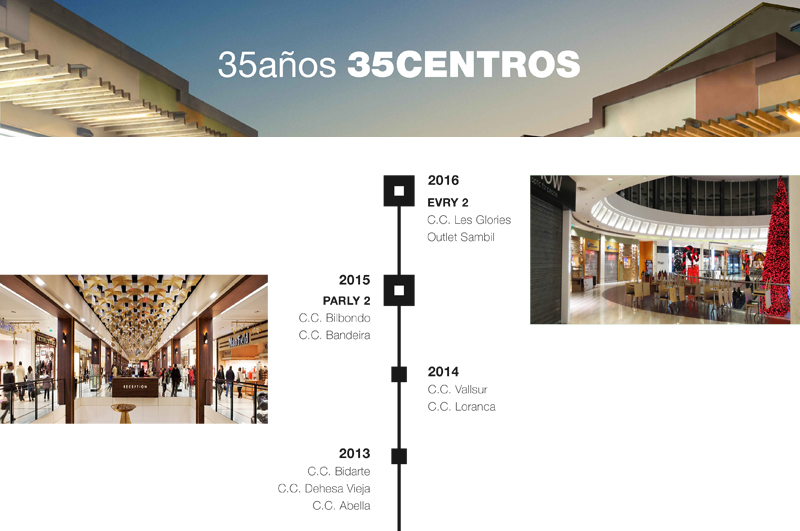 35años 35CENTROS
2016
EVRY 2
C.C. Les Glories
Outlet Sambil
2015
PARLY 2
C.C. Bilbondo
C.C. Bandeira
RECEPTION
2014
C.C. Vallsur
C.C. Loranca
2013
C.C. Bidarte
C.C. Dehesa Vieja
C.C. Abella